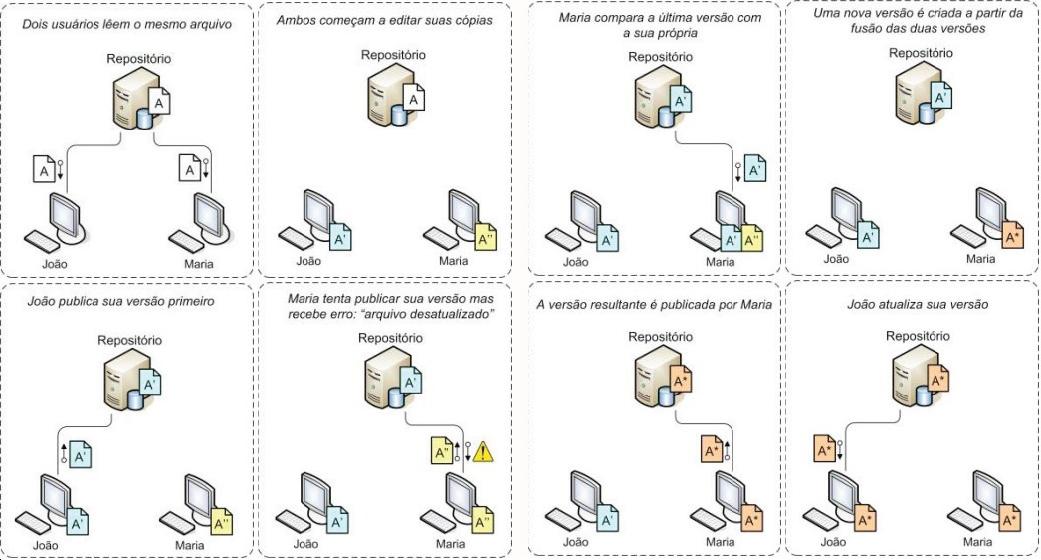 Dois usuários lêem o mesmo arquivo
Repositório
A
A
A
João
Maria
Ambos começam a editar suas cópias
Repositório
A
A'
A''
João
Maria
João publica sua versão primeiro
Repositório
A'
A'
A'
A''
João
Maria
Maria tenta publicar sua versão mas
recebe erro: “arquivo desatualizado”
Repositório
A'
A''
A'
A''
João
Maria
Maria compara a última versão com
a sua própria
Repositório
A'
A'
A'
A'
A''
João
Maria
Uma nova versão é criada a partir da
fusão das duas versões
Repositório
A'
A'
A*
João
Maria
A versão resultante é publicada por Maria
Repositório
A*
A*
A'
A*
João
Maria
João atualiza sua versão
Repositório
A*
A*
A*
A*
João
Maria